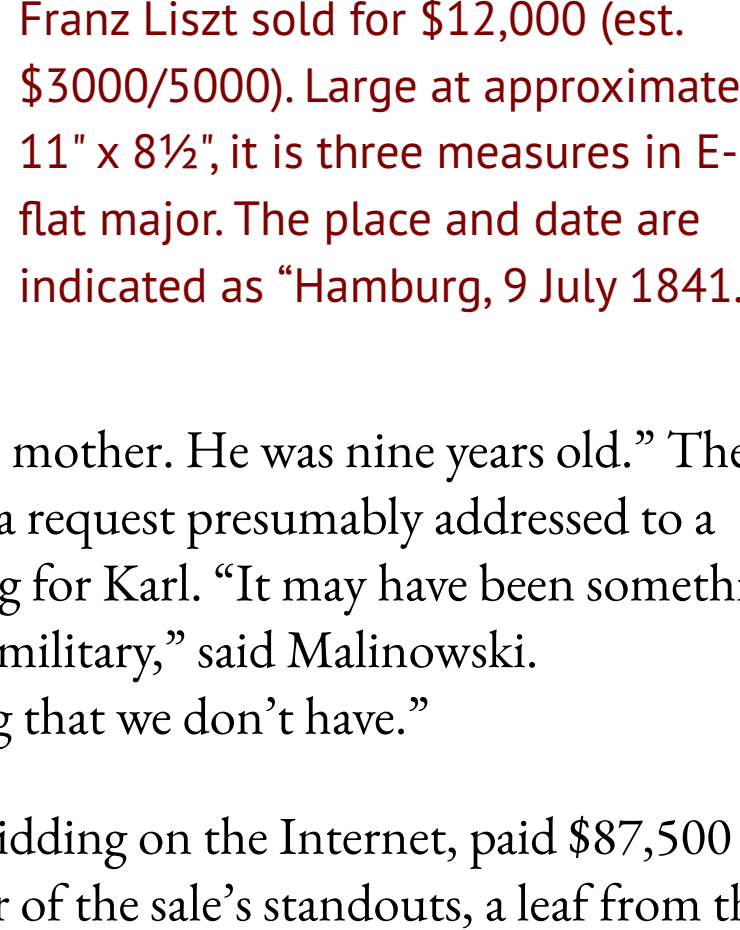 Franz Liszt sold for $12,000 (est.
$3000/5000). Large at approximate
11" x 8½", it is three measures in E-
flat major. The place and date are
indicated as “Hamburg, 9 July 1841.
mother. He was nine years old.” The
a request presumably addressed to a
g for Karl. “It may have been somethi
military,” said Malinowski.
g that we don’t have.”
idding on the Internet, paid $87,500
r of the sale’s standouts, a leaf from th